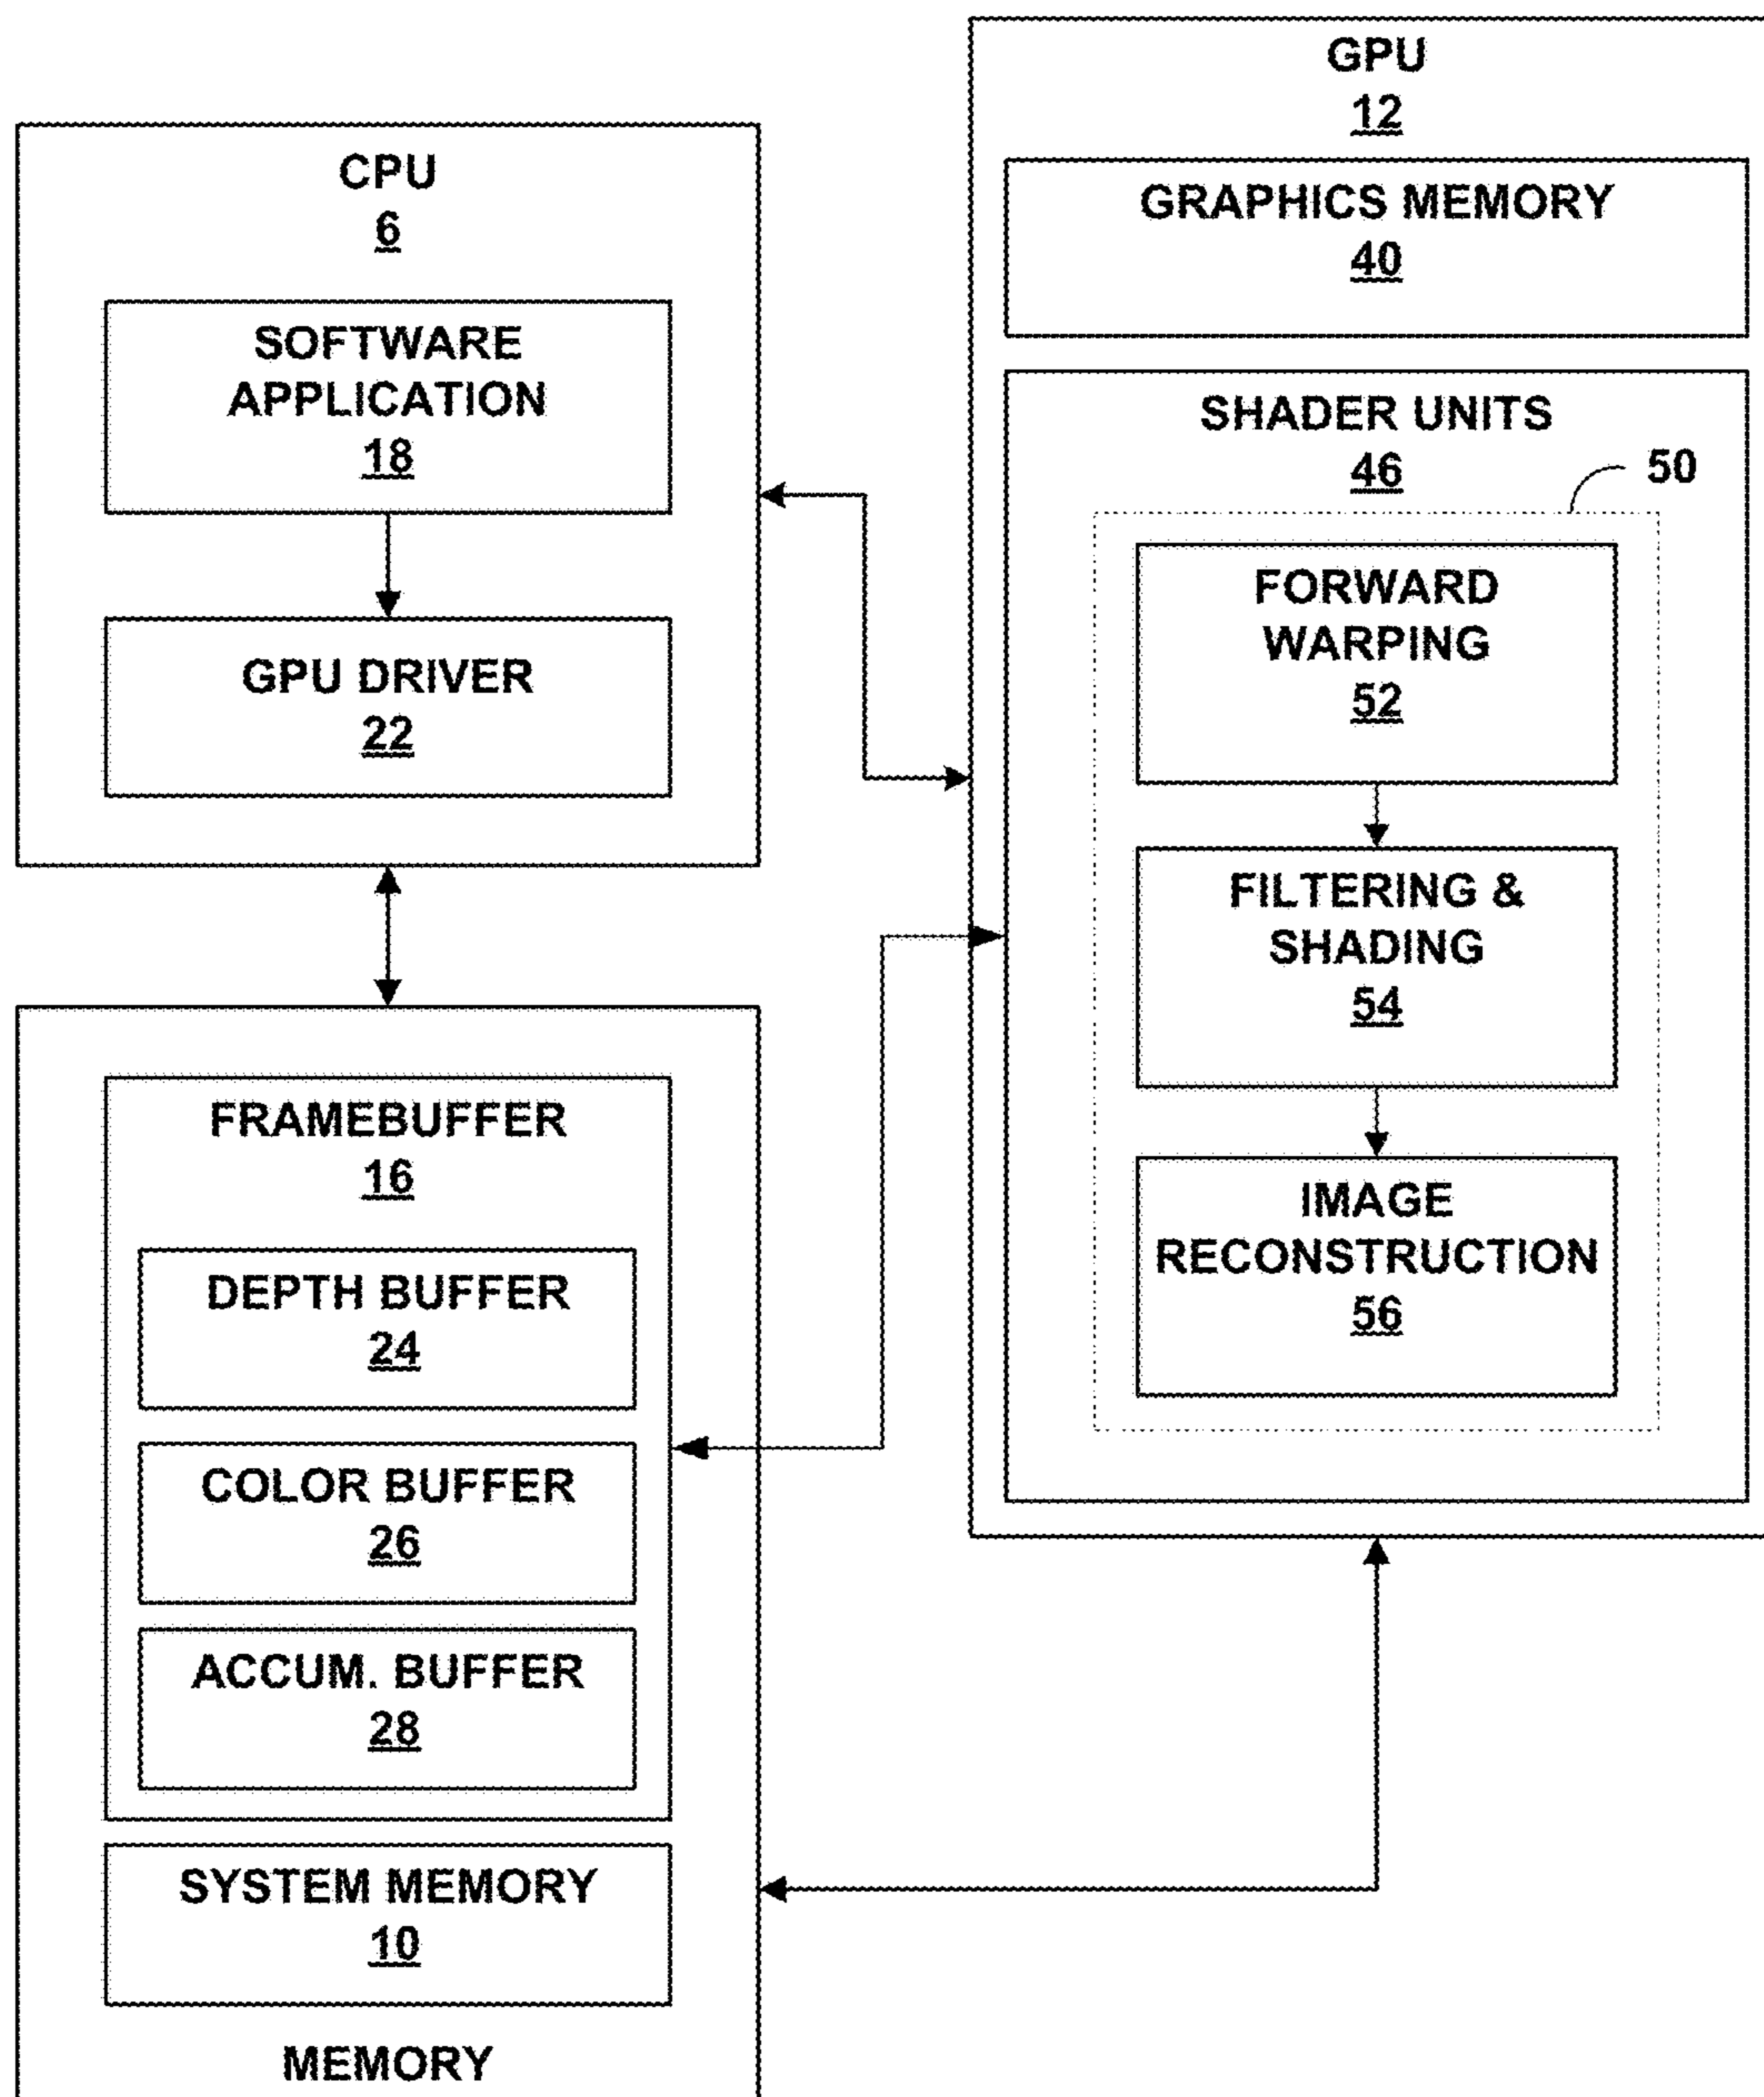 CPU
6
SOFTWARE
APPLICATION
18
GPU DRIVER
22
FRAMEBUFFER
16
DEPTH BUFFER
24
COLOR BUFFER
26
ACCUM. BUFFER
28
SYSTEM MEMORY
10
MEMORY
GPU
12
GRAPHICS MEMORY
40
SHADER UNITS
46
50
FORWARD
WARPING
52
FILTERING &
SHADING
54
IMAGE
RECONSTRUCTION
56